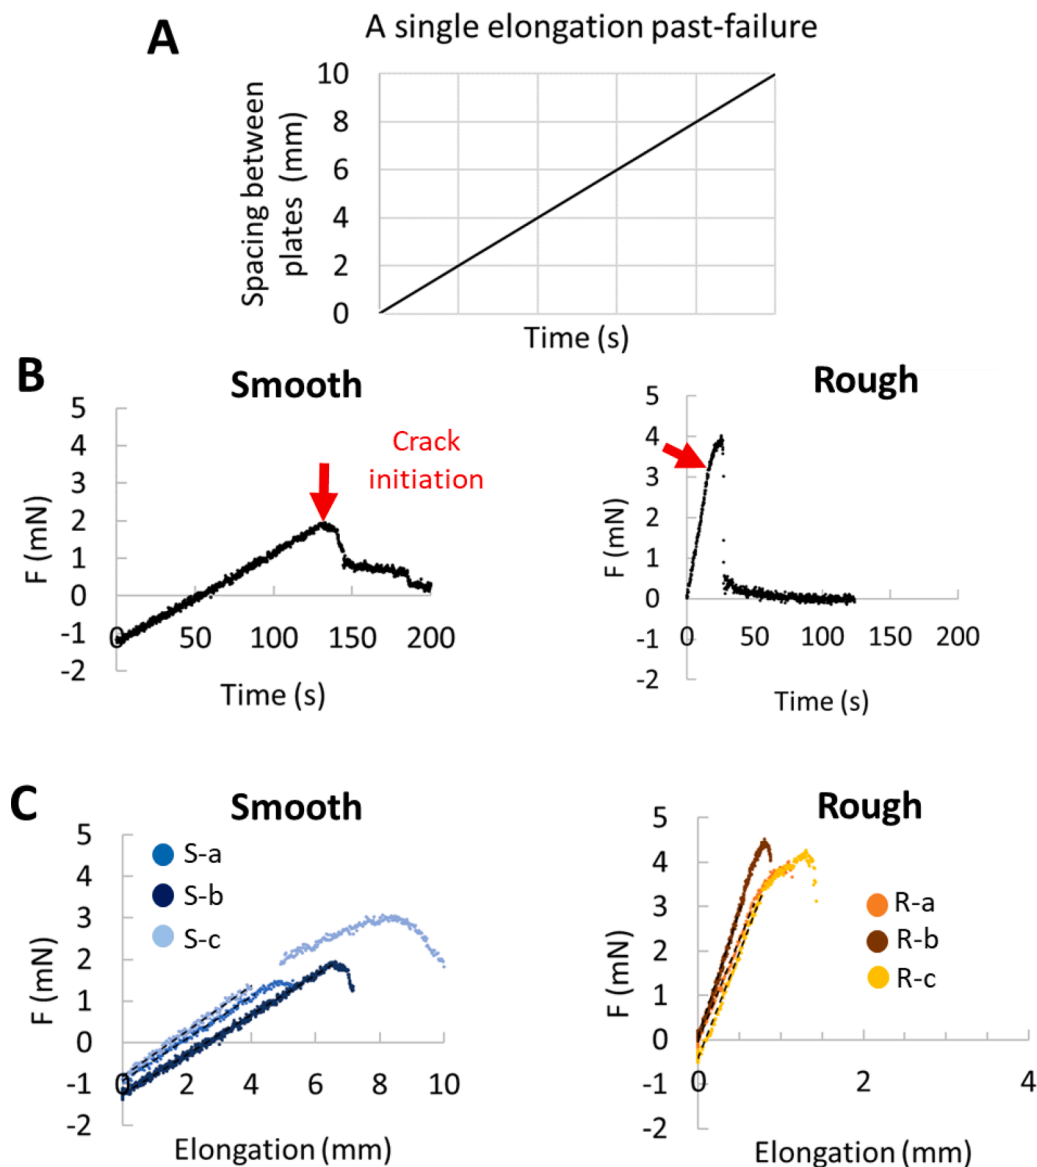 A
A single elongation past-failure
Spacing between
plates (mm)
10
8
6
4
2
0
Time (s)
B
Smooth
F (mN)
5
4
3
2
1
0
-1
-2
Crack
initiation
0 50 100 150 200
Time (s)
Rough
F (mN)
5
4
3
2
1
0
-1
-2
0 50 100 150 200
Time (s)
C
Smooth
F (mN)
5
4
3
2
1
0
-1
-2
S-a
S-b
S-c
0 2 4 6 8 10
Elongation (mm)
Rough
F (mN)
5
4
3
2
1
0
-1
-2
R-a
R-b
R-c
0 2 4
Elongation (mm)